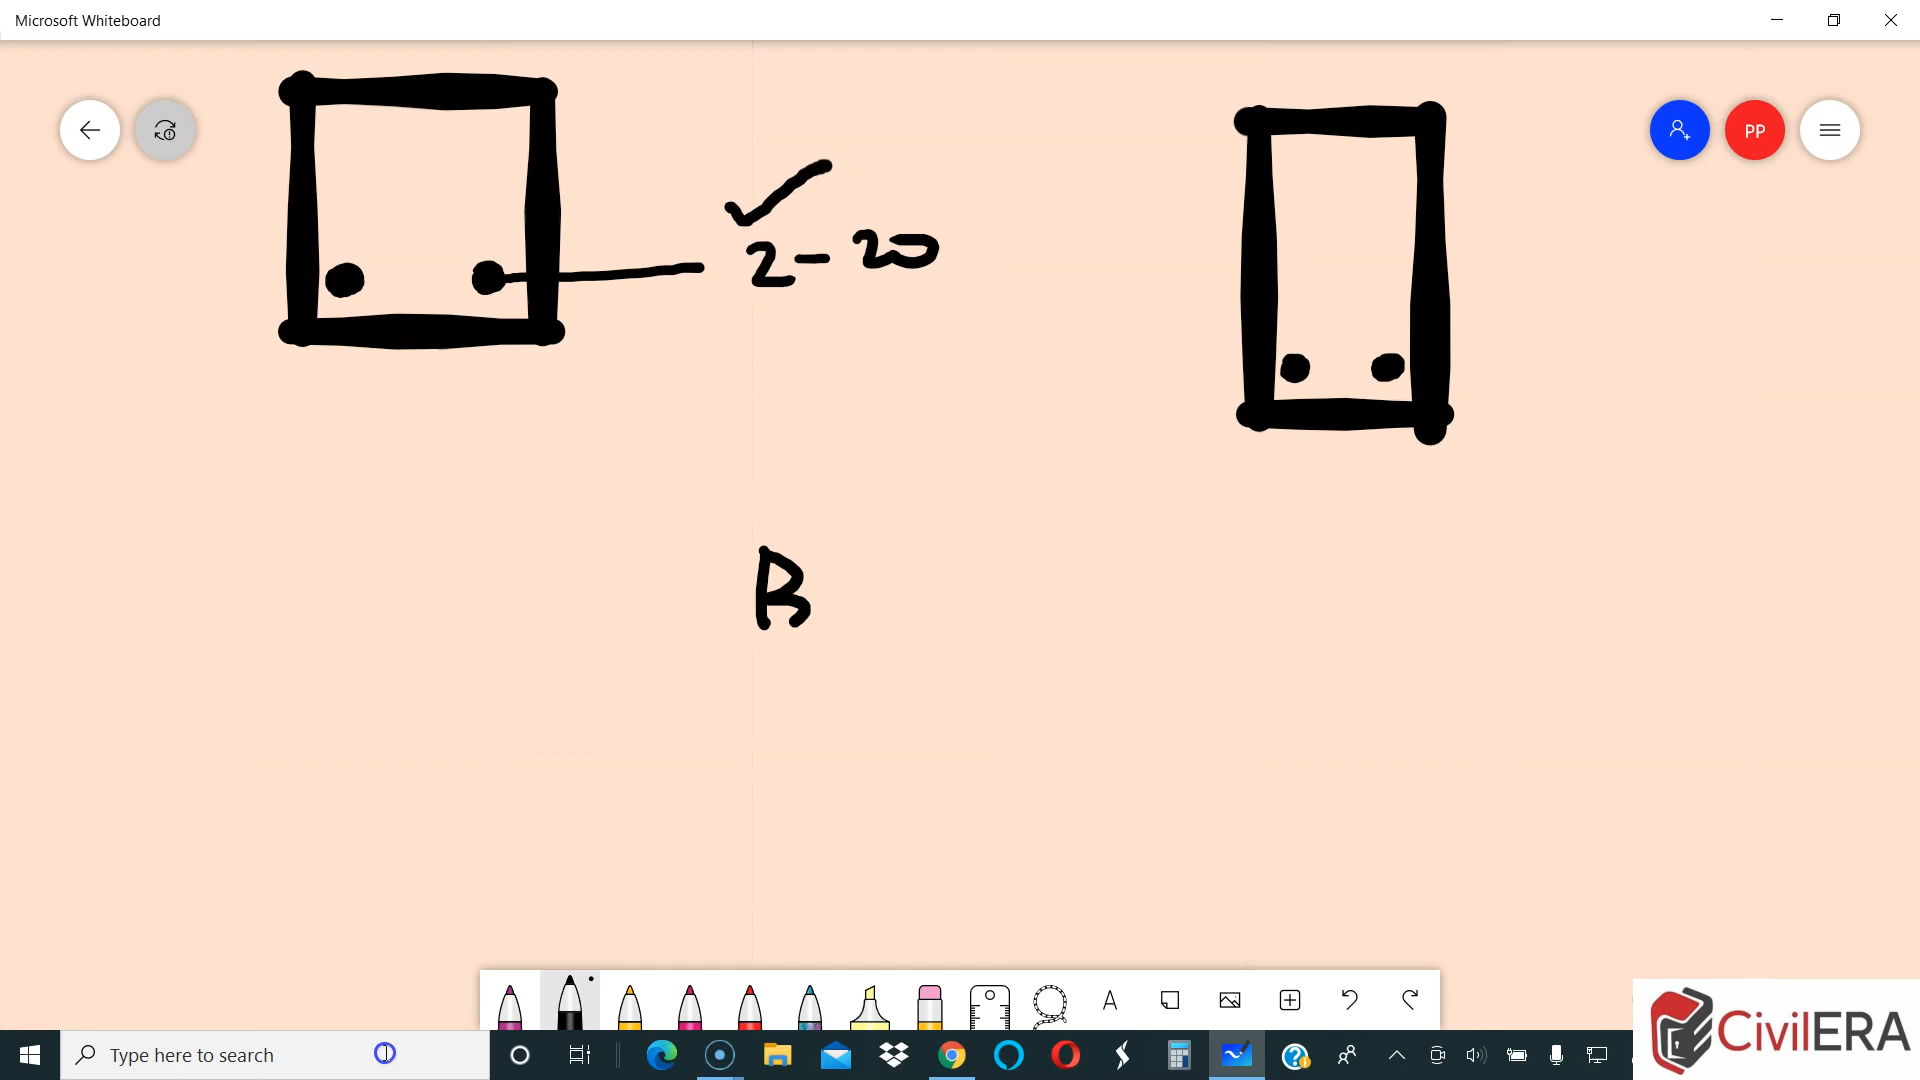 Microsoft Whiteboard
PP
2 - 20
B
A
Type here to search
CivilERA